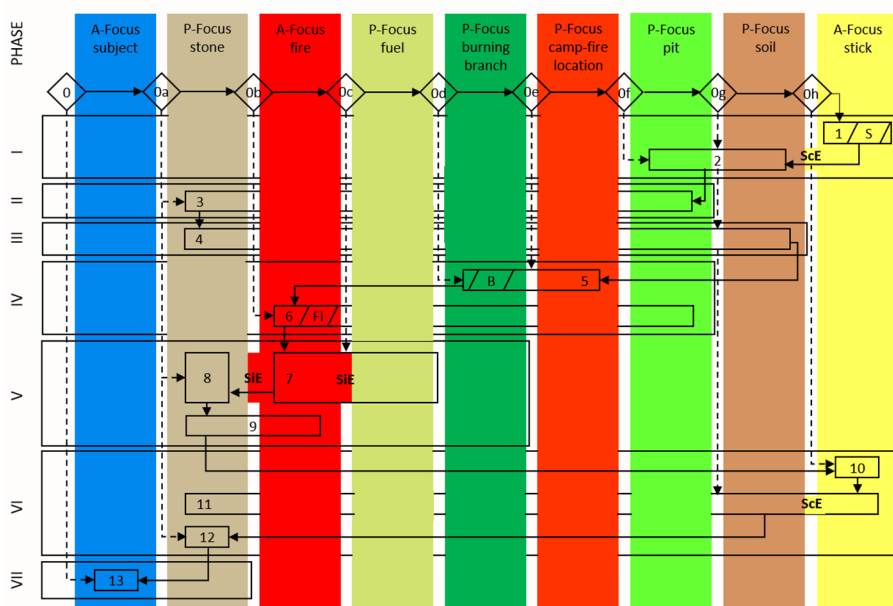 PHASE
A-Focus
subject
P-Focus
stone
A-Focus
fire
P-Focus
fuel
P-Focus
burning
branch
P-Focus
camp-fire
location
P-Focus
pit
P-Focus
soil
A-Focus
stick
0 0a 0b 0c 0d 0e 0f 0g 0h
I
1 S
ScE
2
II
3
III
4
IV
B 5
6 FI
V
8 SiE 7 SiE
9
VI
10
11 ScE
12
VII
13